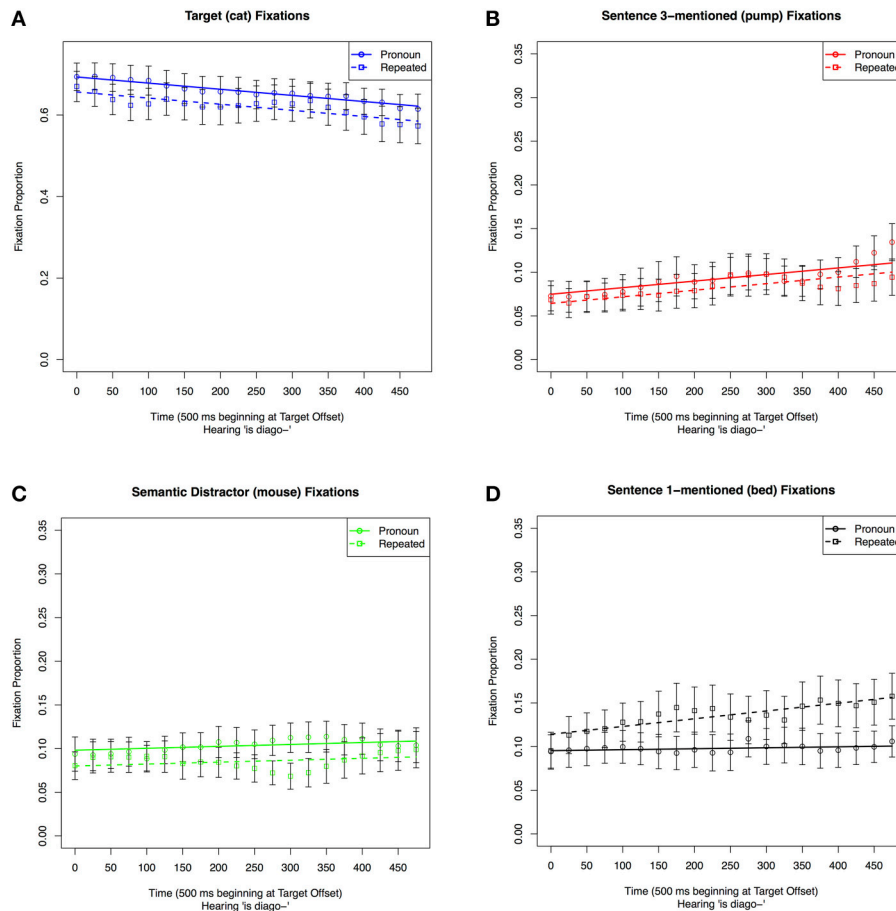 A
Target (cat) Fixations
Pronoun
Repeated
Fixation Proportion
0.6
0.4
0.2
0.0
0 50 100 150 200 250 300 350 400 450
Time (500 ms beginning at Target Offset)
Hearing 'is diago–'
B
Sentence 3–mentioned (pump) Fixations
Pronoun
Repeated
Fixation Proportion
0.35
0.30
0.25
0.20
0.15
0.10
0.05
0.00
0 50 100 150 200 250 300 350 400 450
Time (500 ms beginning at Target Offset)
Hearing 'is diago–'
C
Semantic Distractor (mouse) Fixations
Pronoun
Repeated
Fixation Proportion
0.35
0.30
0.25
0.20
0.15
0.10
0.05
0.00
0 50 100 150 200 250 300 350 400 450
Time (500 ms beginning at Target Offset)
Hearing 'is diago–'
D
Sentence 1–mentioned (bed) Fixations
Pronoun
Repeated
Fixation Proportion
0.35
0.30
0.25
0.20
0.15
0.10
0.05
0.00
0 50 100 150 200 250 300 350 400 450
Time (500 ms beginning at Target Offset)
Hearing 'is diago–'